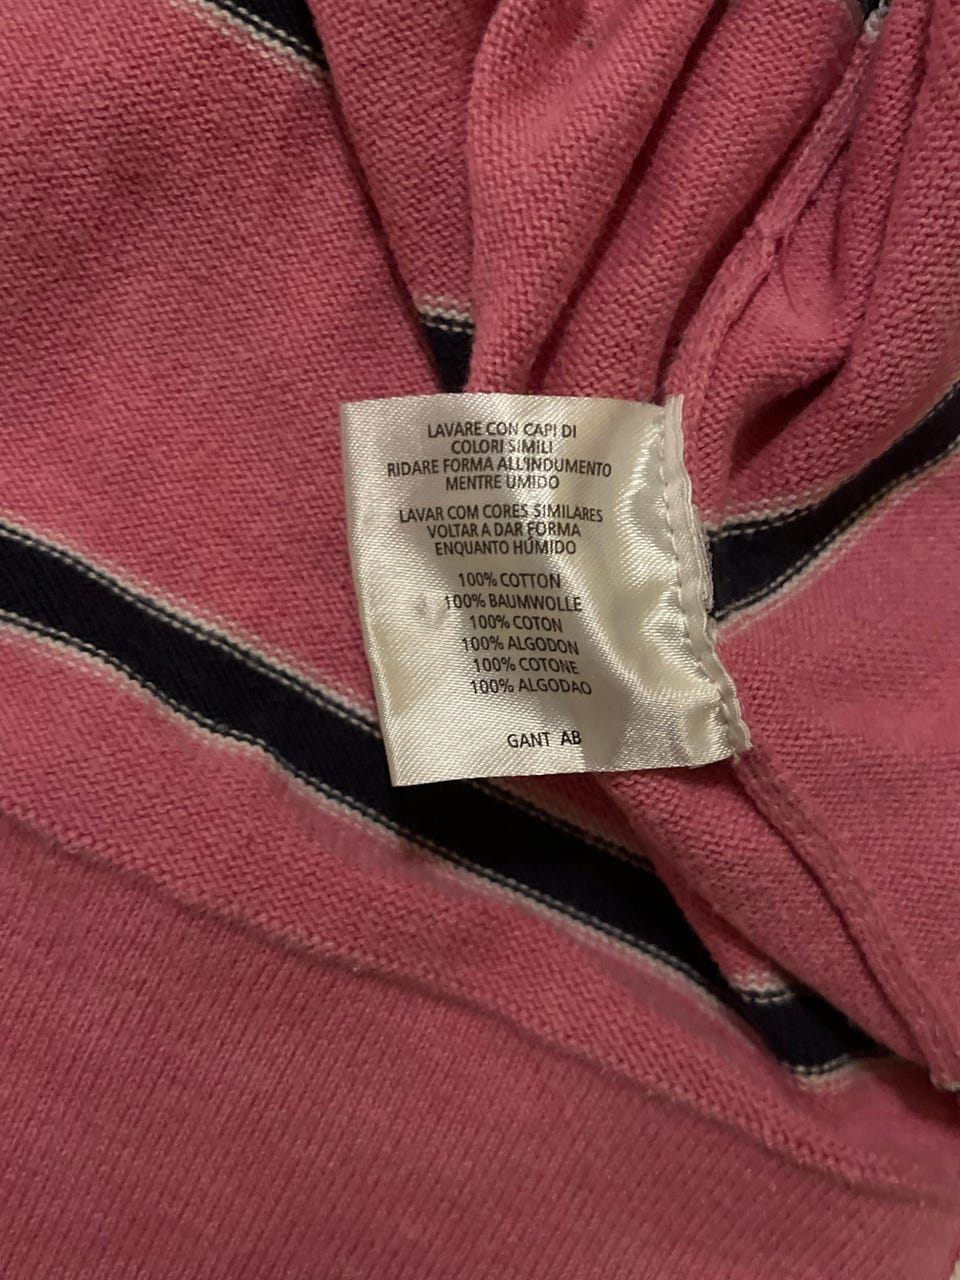 LAVARE CON CAPI DI
COLORI SIMILI
RIDARE FORMA ALL'INDUMENTO
MENTRE UMIDO
LAVAR COM CORES SIMILARES
VOLTAR A DAR FORMA
ENQUANTO HÚMIDO
100% COTTON
100% BAUMWOLLE
100% COTON
100% ALGODON
100% COTONE
100% ALGODAO
GANT AB